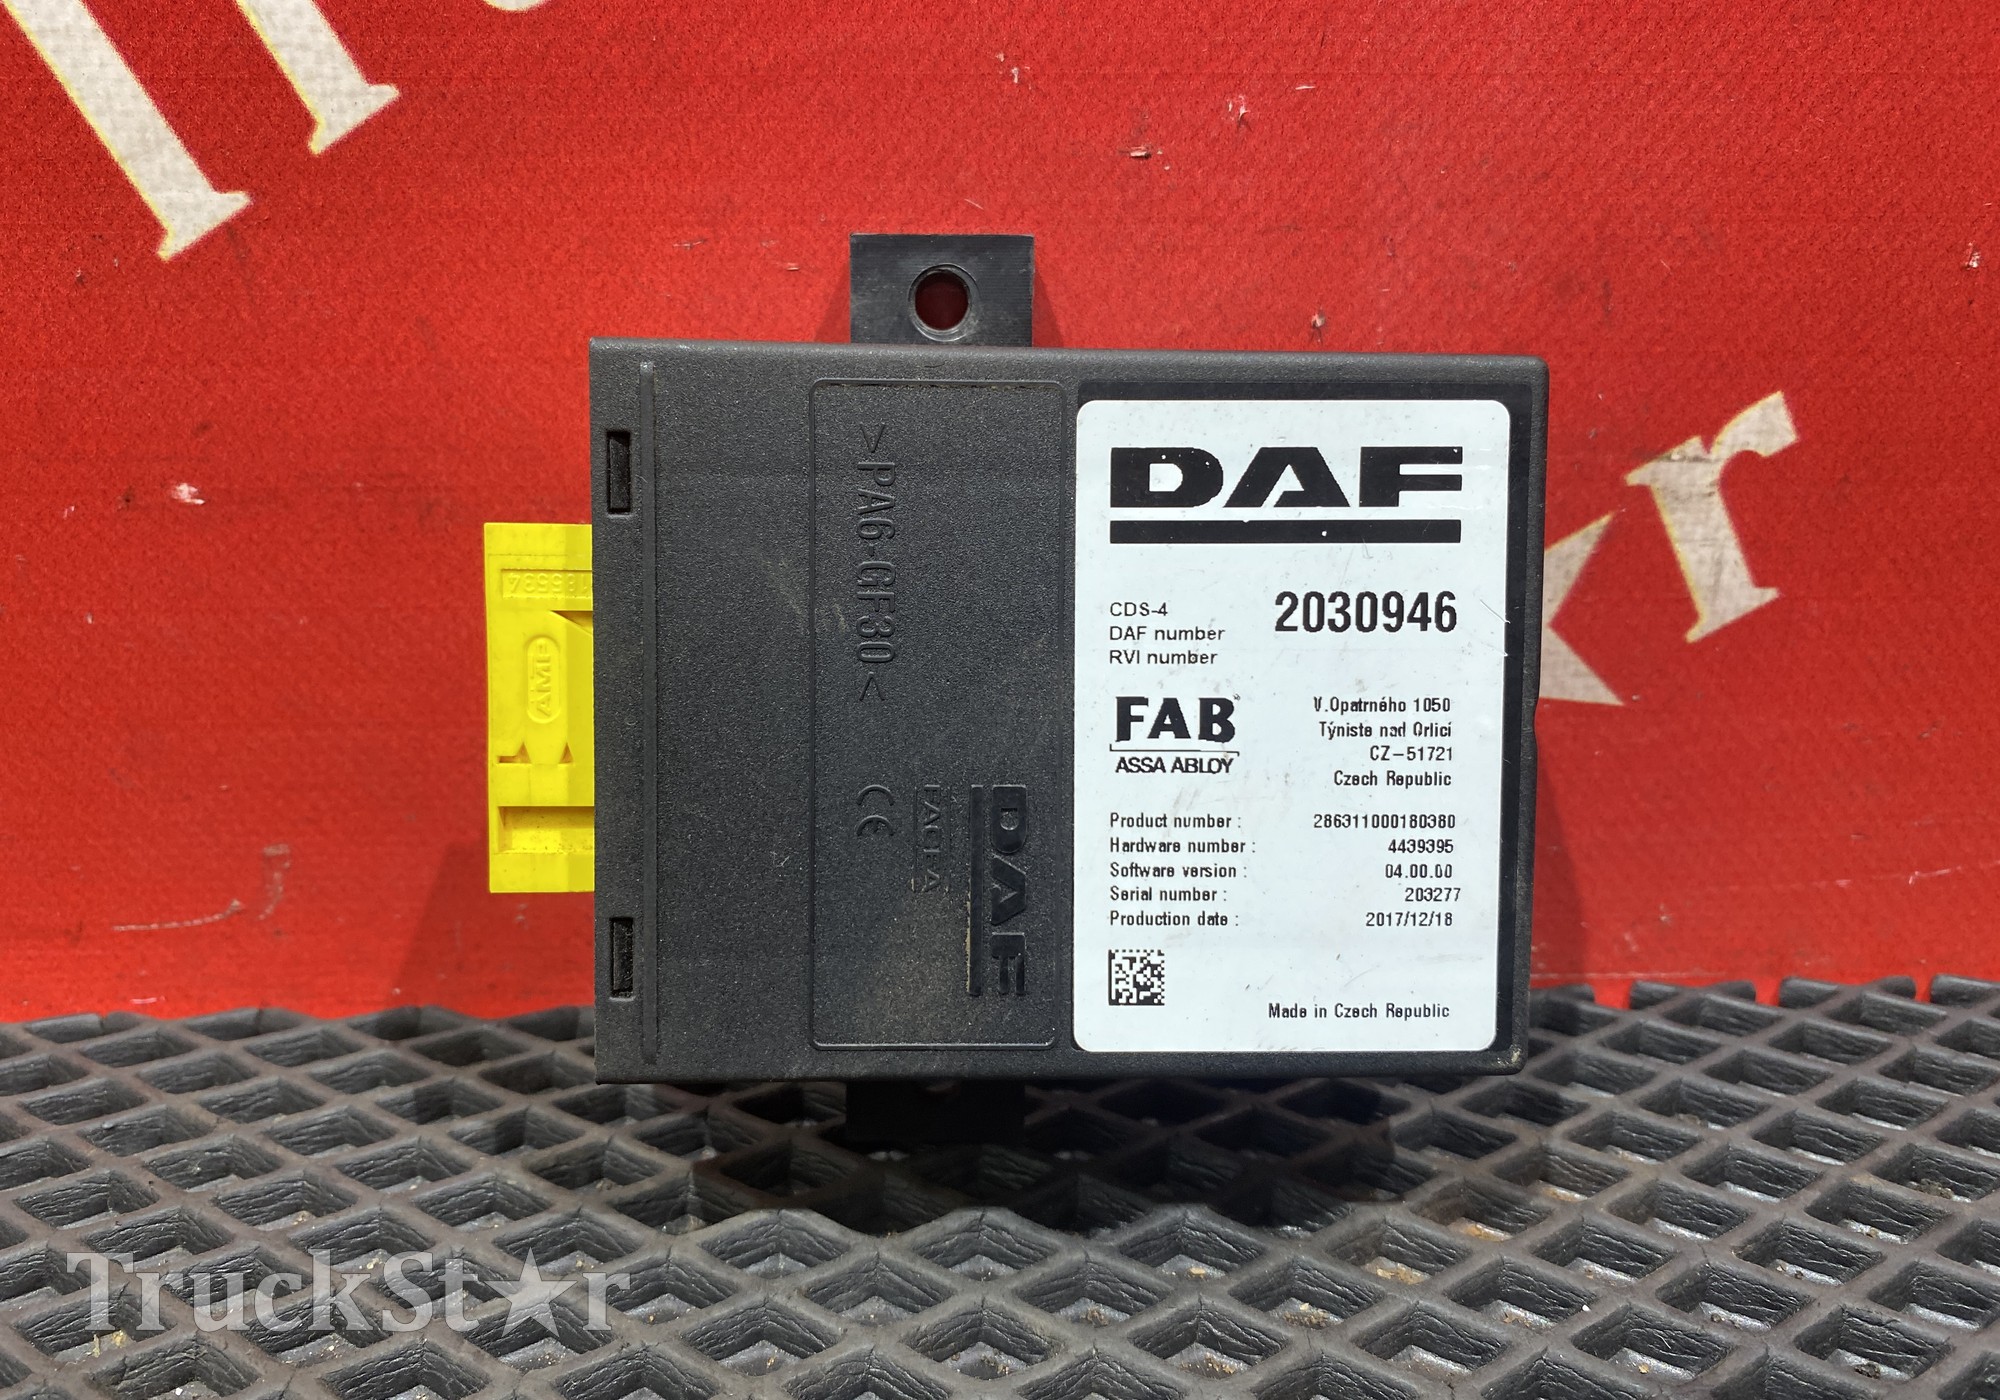 DAF
CDS-4
DAF number
RVI number
2030946
FAB
ASSA ABLOY
V.Opatrného 1050
Týniste nad Orlicí
CZ-51721
Czech Republic
Product number : 286311000180380
Hardware number : 4439395
Software version : 04.00.00
Serial number : 203277
Production date : 2017/12/18
Made in Czech Republic
>PA6-GF30<
CE
DAF
AMP
TruckStar